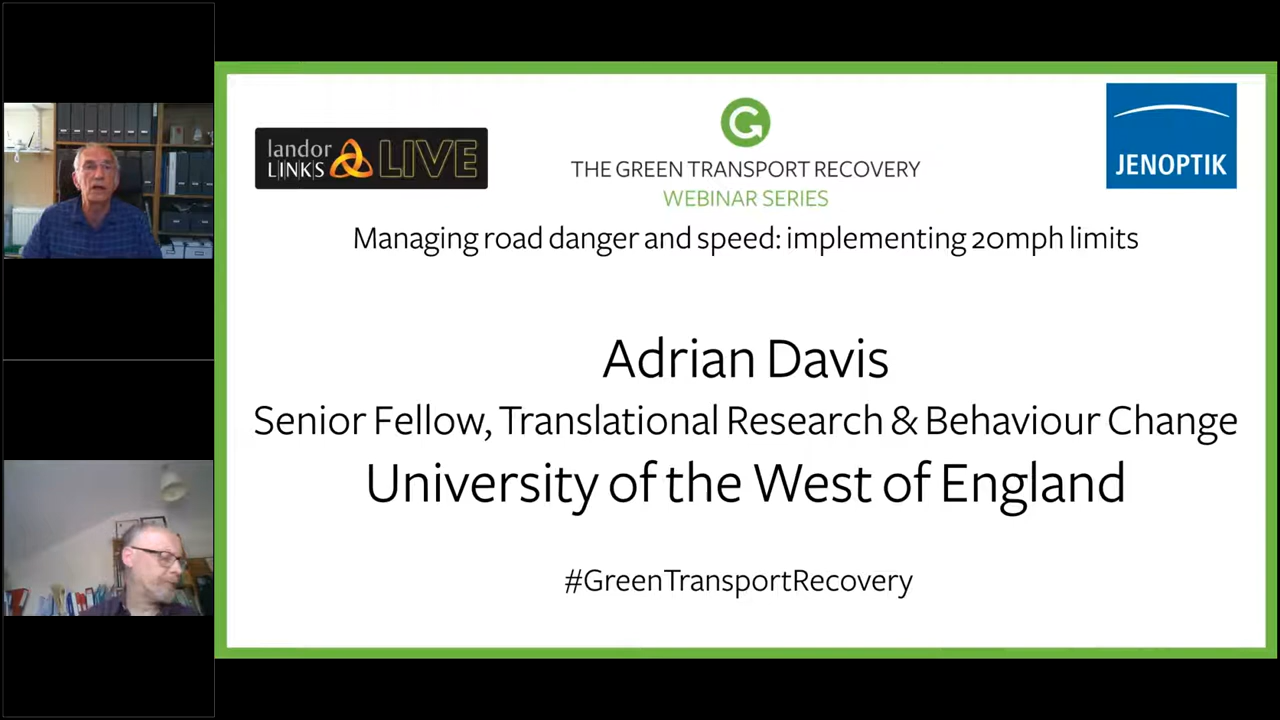 landor
LINKS LIVE
THE GREEN TRANSPORT RECOVERY
WEBINAR SERIES
JENOPTIK
Managing road danger and speed: implementing 20mph limits
Adrian Davis
Senior Fellow, Translational Research & Behaviour Change
University of the West of England
#GreenTransportRecovery